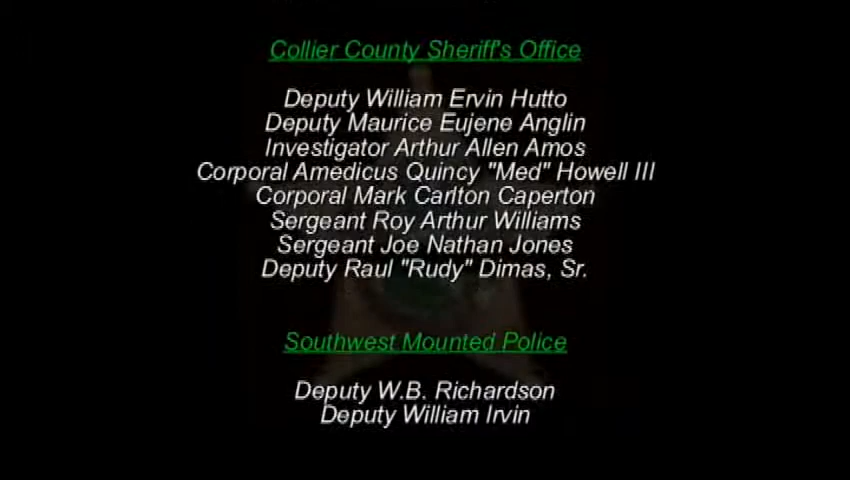 Collier County Sheriff's Office
Deputy William Ervin Hutto
Deputy Maurice Eujene Anglin
Investigator Arthur Allen Amos
Corporal Amedicus Quincy "Med" Howell III
Corporal Mark Carlton Caperton
Sergeant Roy Arthur Williams
Sergeant Joe Nathan Jones
Deputy Raul "Rudy" Dimas, Sr.
Southwest Mounted Police
Deputy W.B. Richardson
Deputy William Irvin